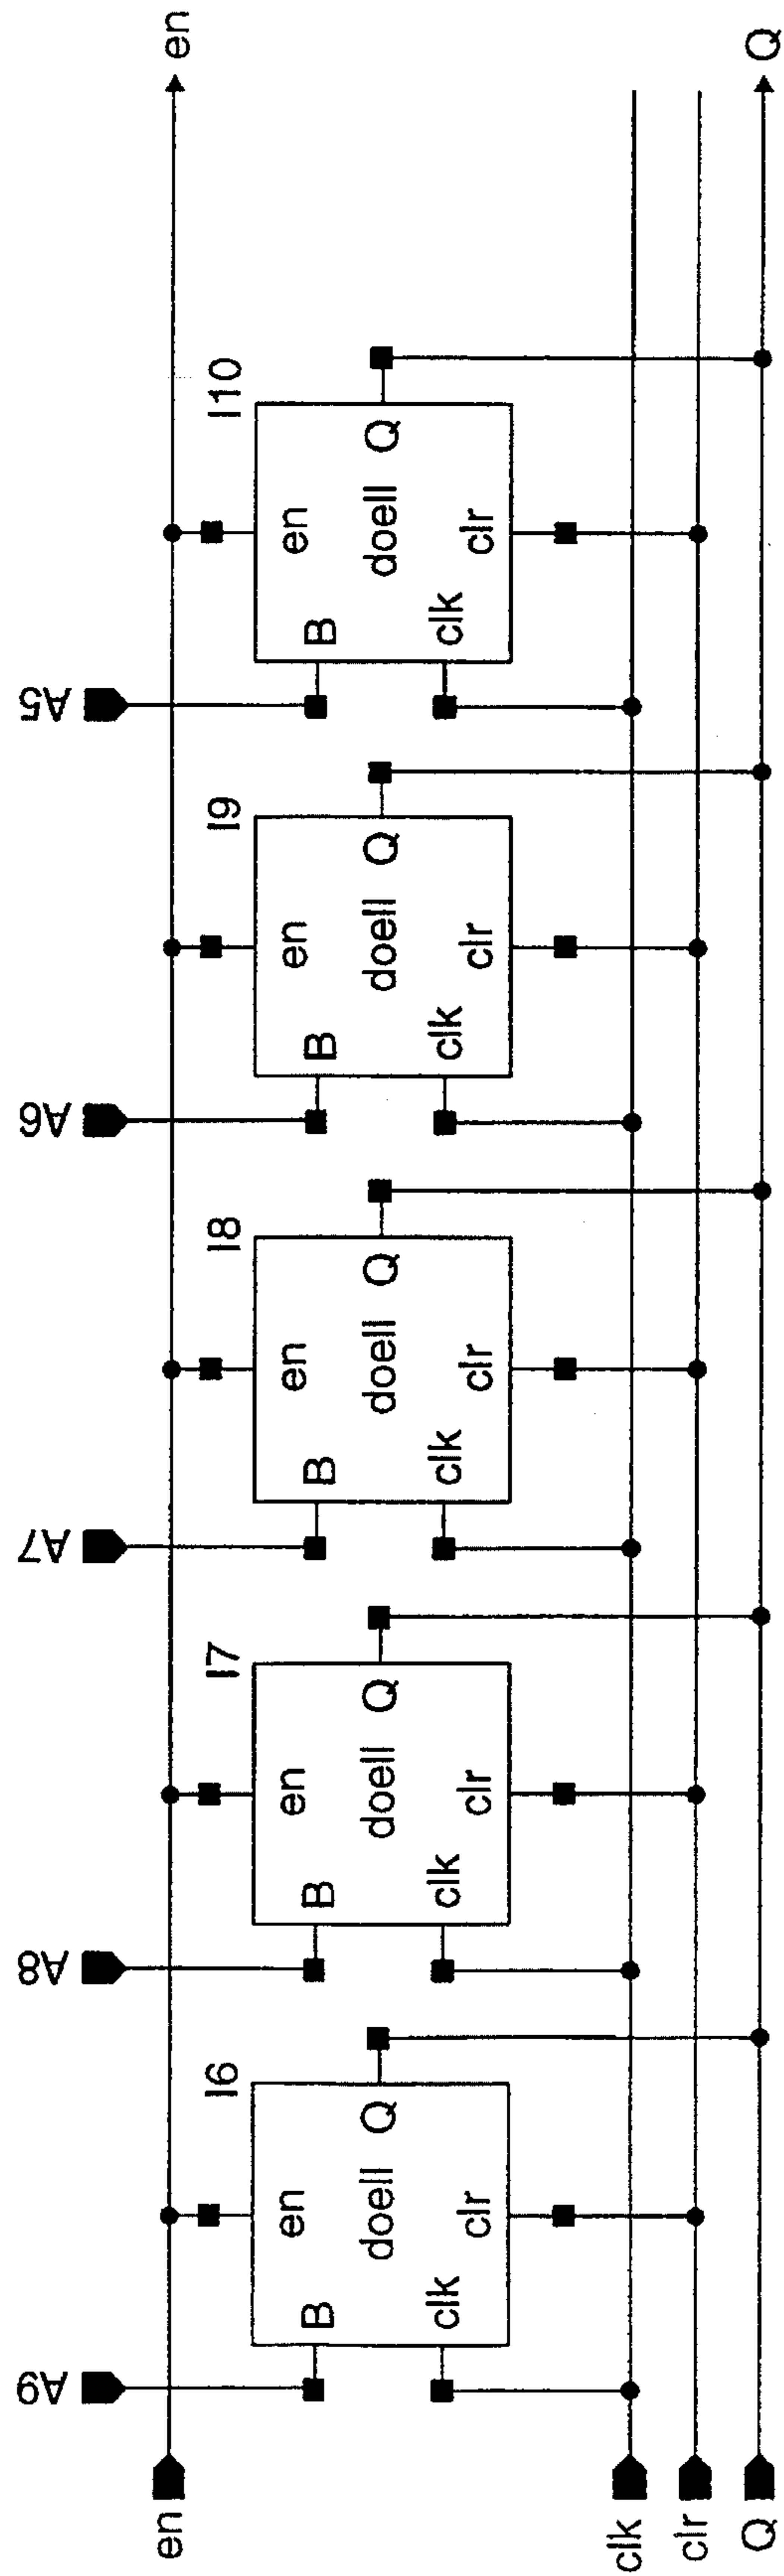 A9
A8
A7
A6
A5
en
en
I6
I7
I8
I9
I10
B
en
doell
Q
clk
clr
B
en
doell
Q
clk
clr
B
en
doell
Q
clk
clr
B
en
doell
Q
clk
clr
B
en
doell
Q
clk
clr
clk
clr
Q
Q